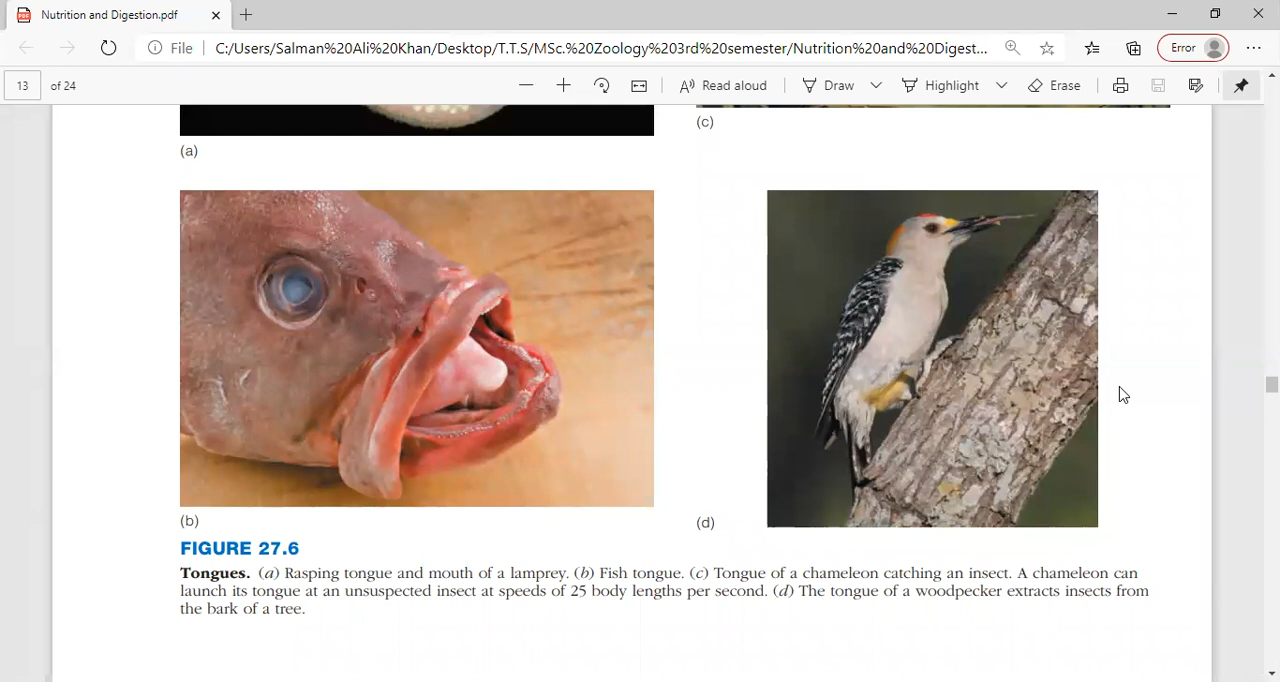 Nutrition and Digestion.pdf
File
C:/Users/Salman%20Ali%20Khan/Desktop/T.T.S/MSc.%20Zoology%203rd%20semester/Nutrition%20and%20Digest...
Error
13 of 24
Read aloud
Draw
Highlight
Erase
(a)
(c)
(b)
(d)
FIGURE 27.6
Tongues. (a) Rasping tongue and mouth of a lamprey. (b) Fish tongue. (c) Tongue of a chameleon catching an insect. A chameleon can
launch its tongue at an unsuspected insect at speeds of 25 body lengths per second. (d) The tongue of a woodpecker extracts insects from
the bark of a tree.